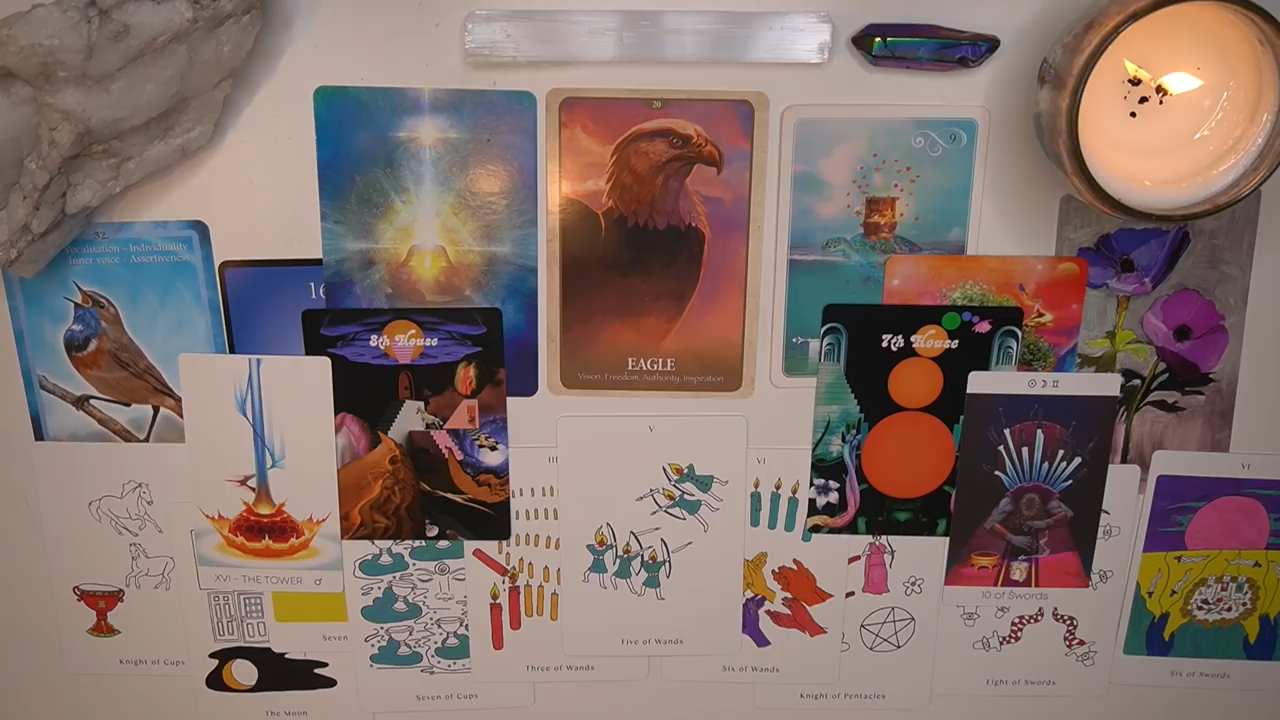 32.
Vocalisation - Individuality
Inner voice - Assertiveness
20
EAGLE
Vision, Freedom, Authority, Inspiration
9
8th House
7th House
XVI - THE TOWER ♂
V
Five of Wands
VI
☉☽♊
10 of Swords
VI
Knight of Cups
Seven
The Moon
Seven of Cups
Three of Wands
Six of Wands
Knight of Pentacles
Eight of Swords
Six of Swords